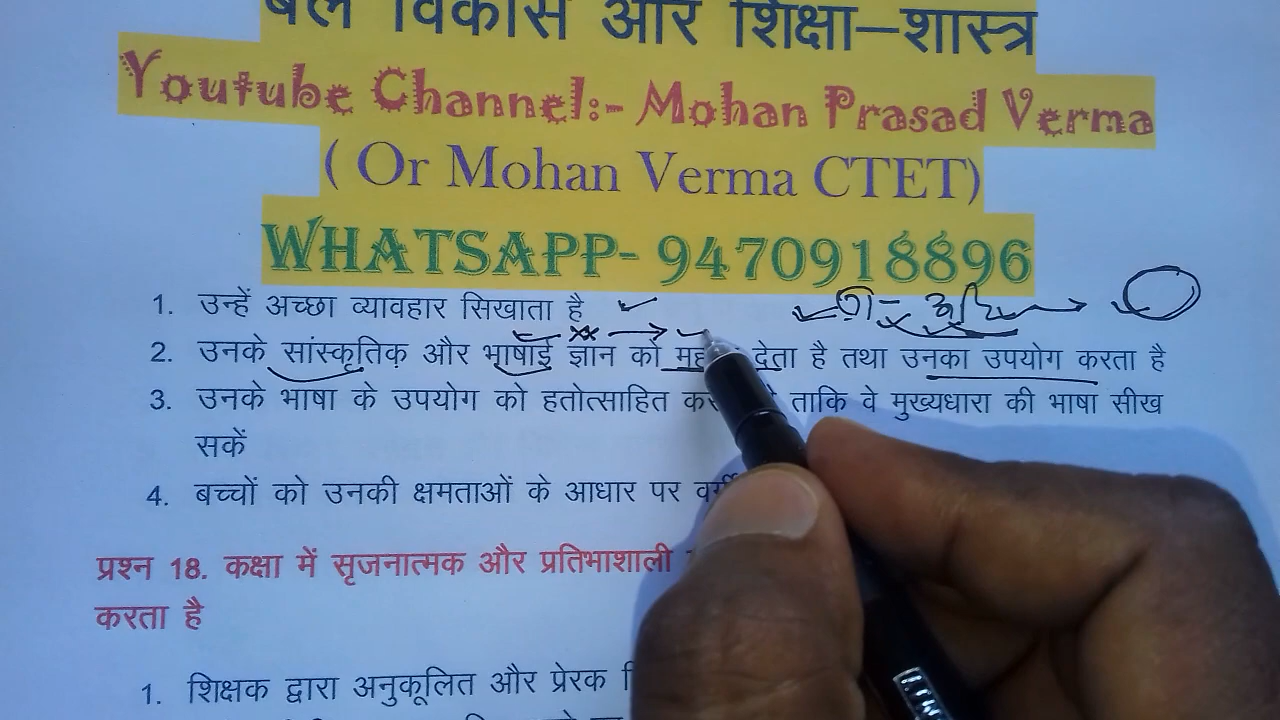 बल विकास और शिक्षा–शास्त्र
Youtube Channel:- Mohan Prasad Verma
( Or Mohan Verma CTET)
WHATSAPP- 9470918896
1. उन्हें अच्छा व्यावहार सिखाता है
2. उनके सांस्कृतिक़ और भाषाई ज्ञान को देता है तथा उनका उपयोग करता है
3. उनके भाषा के उपयोग को हतोत्साहित ताकि वे मुख्यधारा की भाषा सीख
सकें
4. बच्चों को उनकी क्षमताओं के आधार पर
प्रश्न 18. कक्षा में सृजनात्मक और प्रतिभाशाली
करता है
1. शिक्षक द्वारा अनुकूलित और प्रेरक